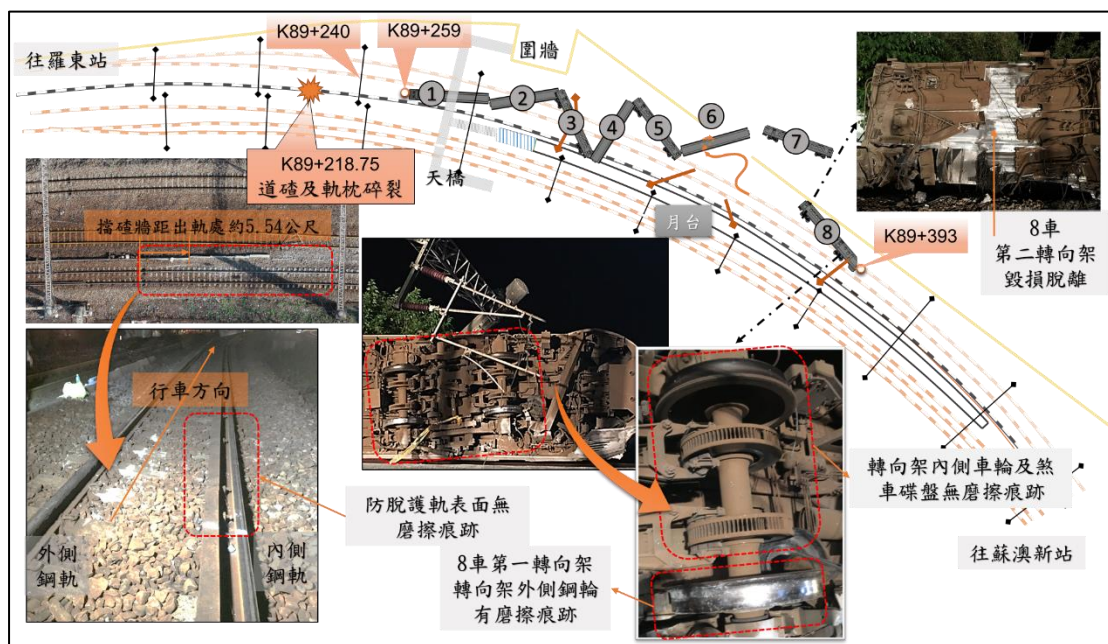 往羅東站
K89+240
K89+259
圍牆
1
2
3
4
5
6
7
8
K89+218.75
道碴及軌枕碎裂
天橋
月台
K89+393
8車
第二轉向架
毀損脫離
擋碴牆距出軌處約5.54公尺
行車方向
外側
鋼軌
內側
鋼軌
防脫護軌表面無
磨擦痕跡
8車第一轉向架
轉向架外側鋼輪
有磨擦痕跡
轉向架內側車輪及煞
車碟盤無磨擦痕跡
往蘇澳新站